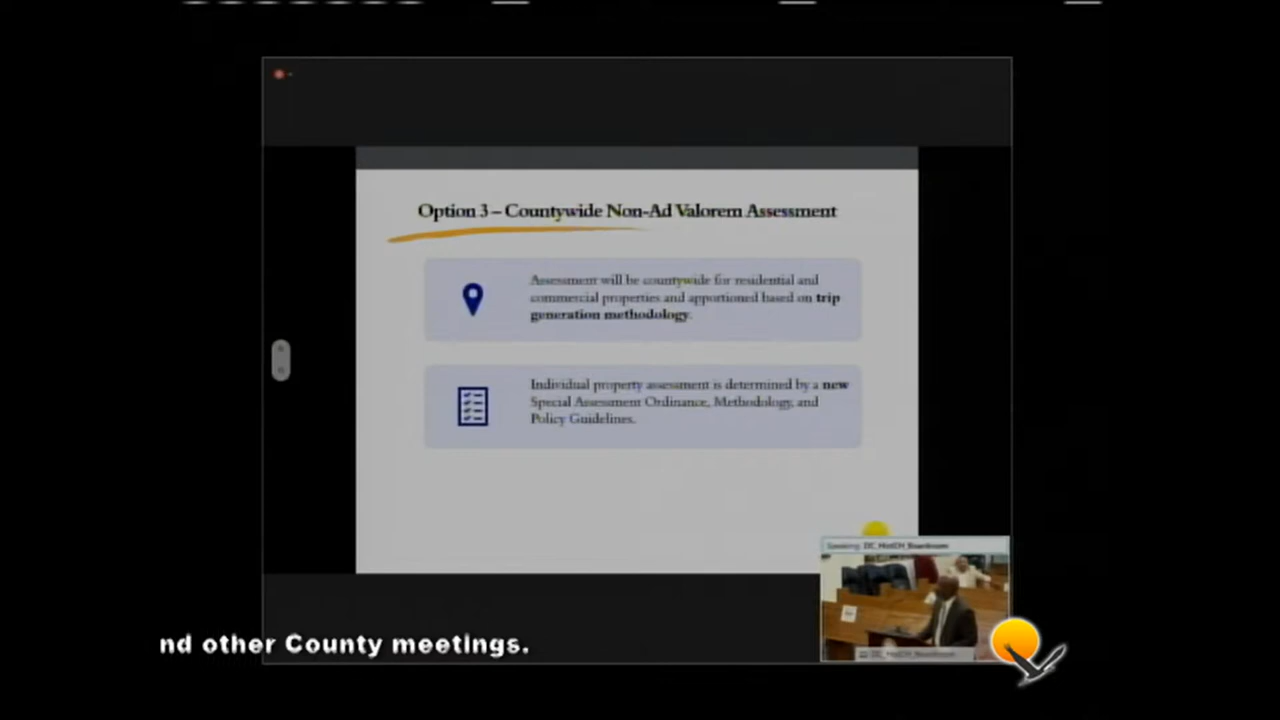 Option 3 – Countywide Non-Ad Valorem Assessment
Assessment will be countywide for residential and
commercial properties and apportioned based on trip
generation methodology.
Individual property assessment is determined by a new
Special Assessment Ordinance, Methodology, and
Policy Guidelines.
Speaking:
nd other County meetings.